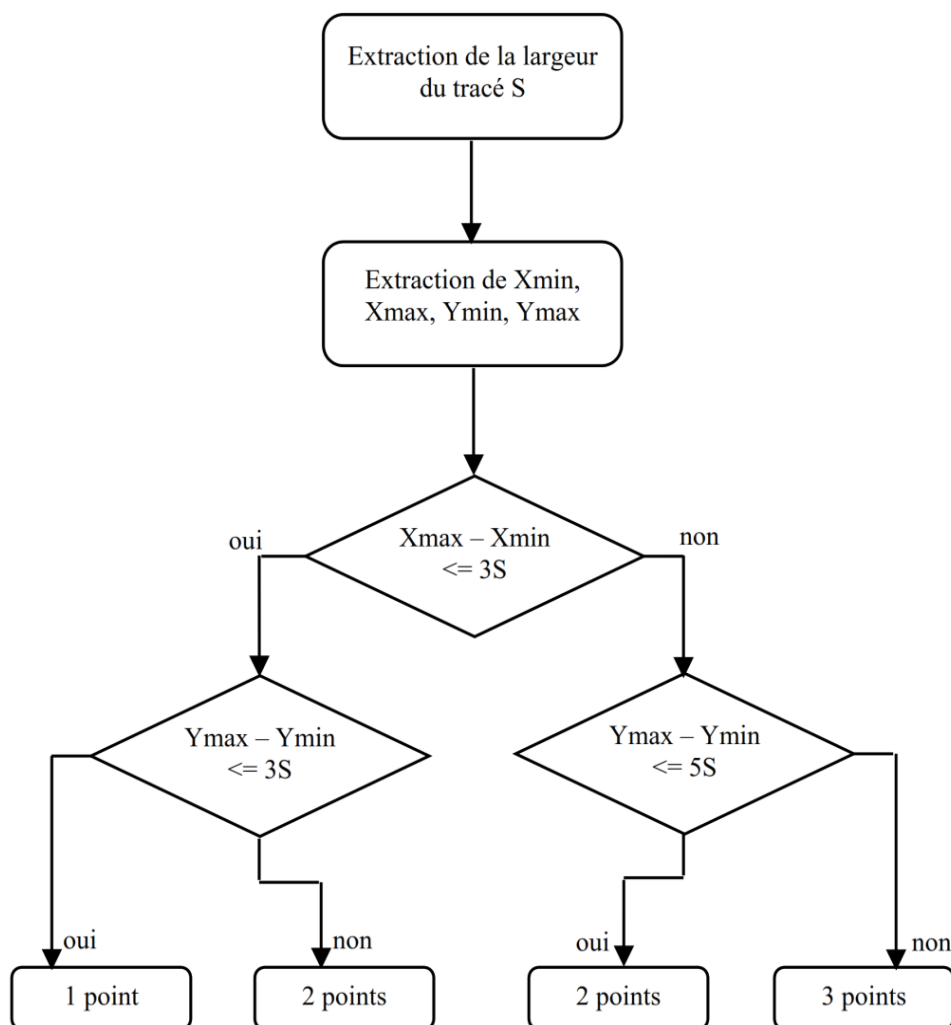 Extraction de la largeur
du tracé S
Extraction de Xmin,
Xmax, Ymin, Ymax
oui
Xmax – Xmin
<= 3S
non
Ymax – Ymin
<= 3S
Ymax – Ymin
<= 5S
oui
non
oui
non
1 point
2 points
2 points
3 points